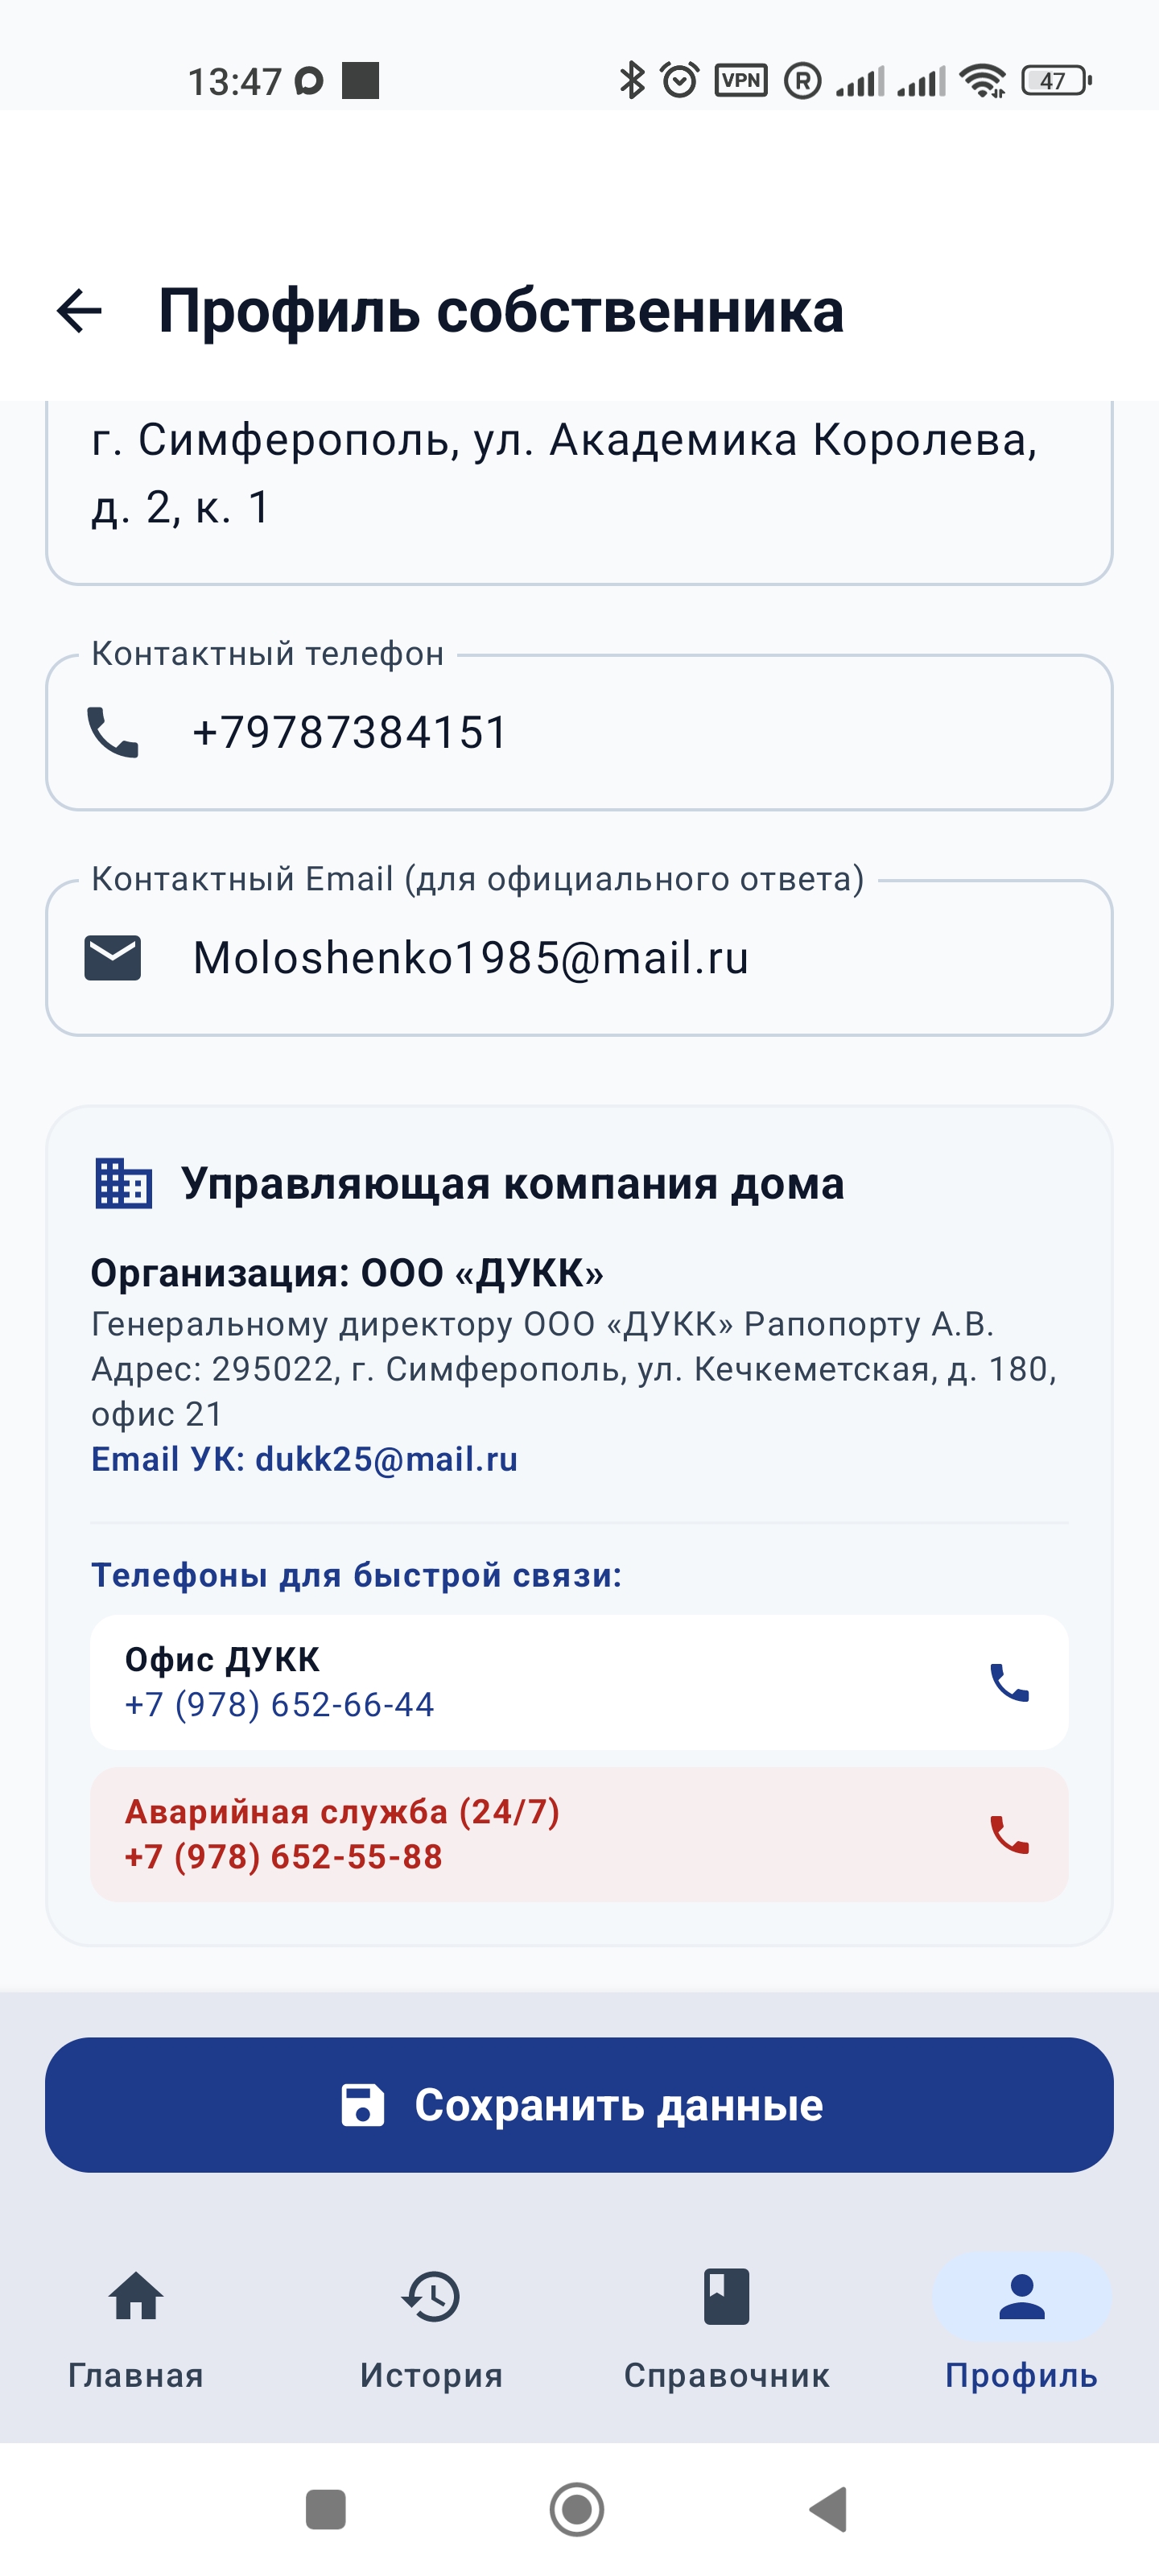 13:47
VPN
R
47
Профиль собственника
г. Симферополь, ул. Академика Королева,
д. 2, к. 1
Контактный телефон
+79787384151
Контактный Email (для официального ответа)
Moloshenko1985@mail.ru
Управляющая компания дома
Организация: ООО «ДУКК»
Генеральному директору ООО «ДУКК» Рапопорту А.В.
Адрес: 295022, г. Симферополь, ул. Кечкеметская, д. 180,
офис 21
Email УК: dukk25@mail.ru
Телефоны для быстрой связи:
Офис ДУКК
+7 (978) 652-66-44
Аварийная служба (24/7)
+7 (978) 652-55-88
Сохранить данные
Главная
История
Справочник
Профиль